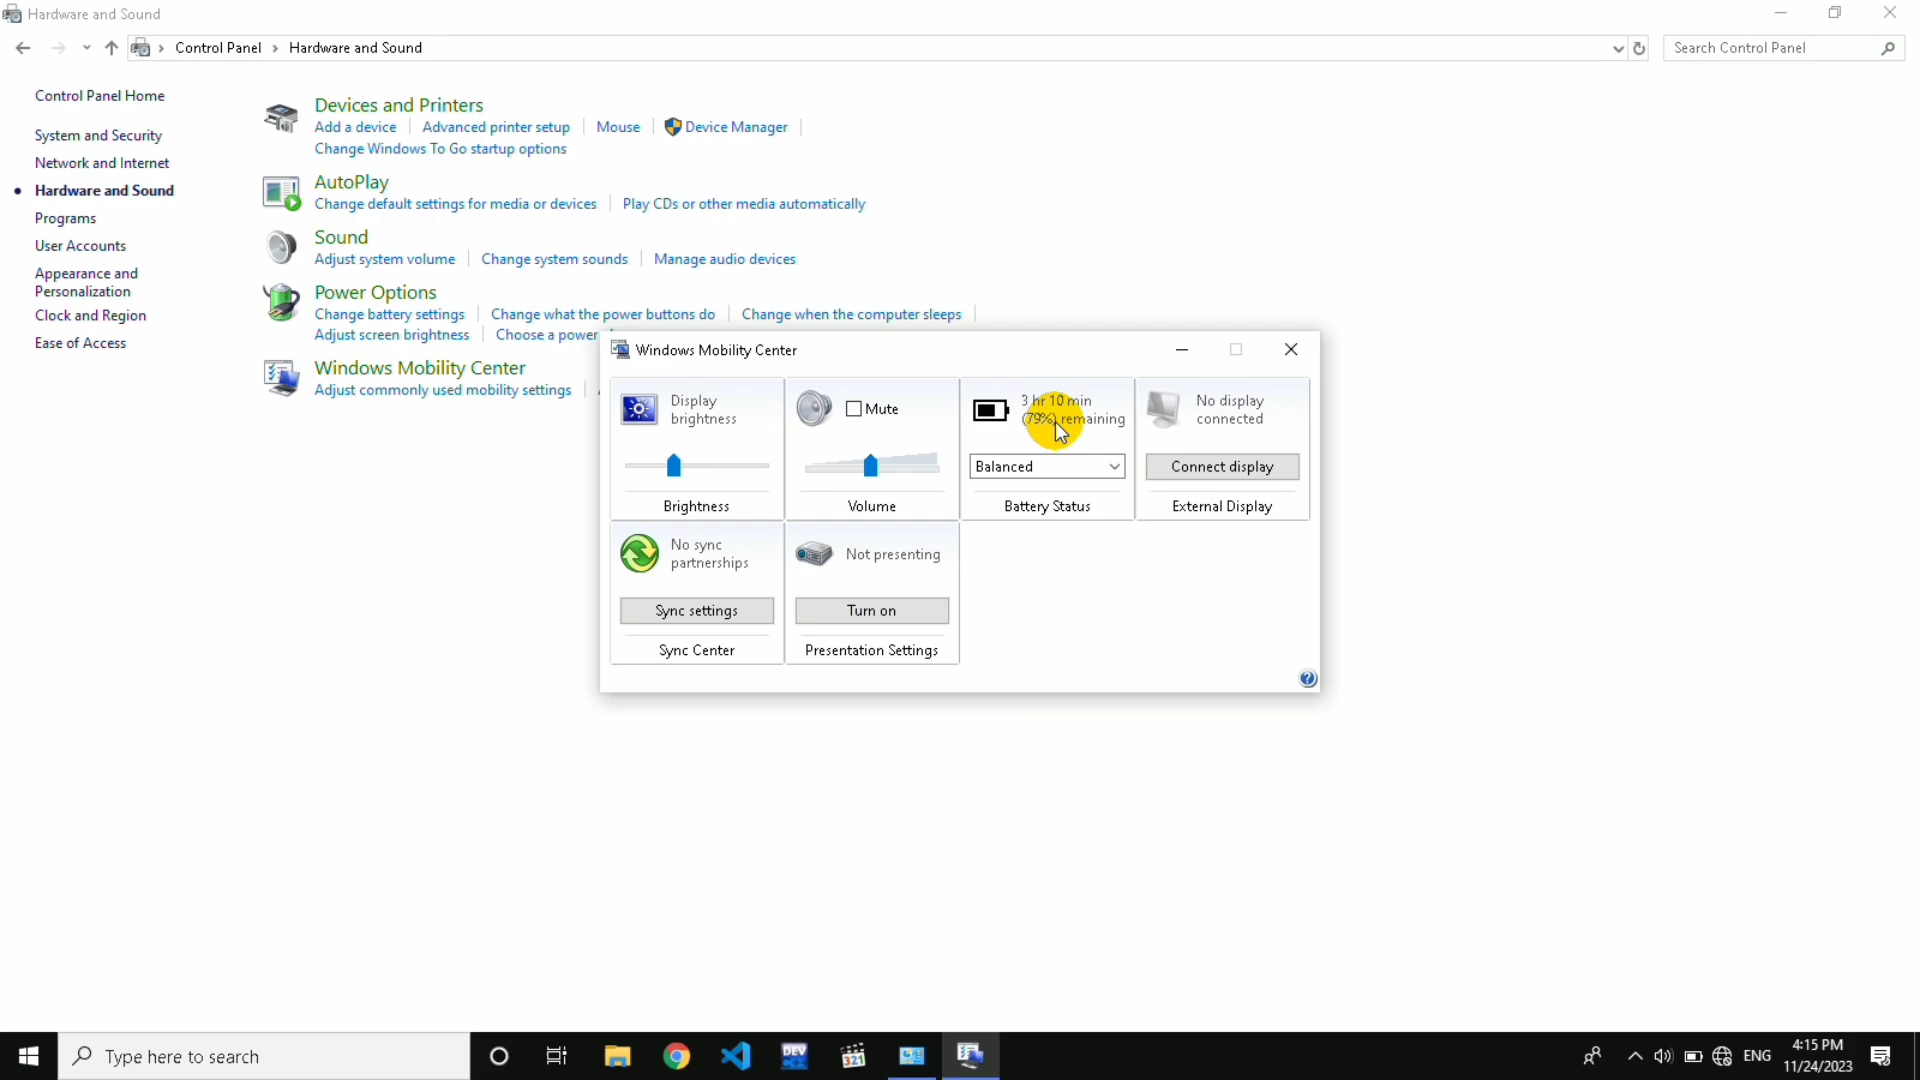 Hardware and Sound
Control Panel > Hardware and Sound
Search Control Panel
Control Panel Home
System and Security
Network and Internet
Hardware and Sound
Programs
User Accounts
Appearance and
Personalization
Clock and Region
Ease of Access
Devices and Printers
Add a device
Advanced printer setup
Mouse
Device Manager
Change Windows To Go startup options
AutoPlay
Change default settings for media or devices
Play CDs or other media automatically
Sound
Adjust system volume
Change system sounds
Manage audio devices
Power Options
Change battery settings
Change what the power buttons do
Change when the computer sleeps
Adjust screen brightness
Choose a power
Windows Mobility Center
Adjust commonly used mobility settings
Windows Mobility Center
Display
brightness
Brightness
Mute
Volume
3 hr 10 min
(79%) remaining
Balanced
Battery Status
No display
connected
Connect display
External Display
No sync
partnerships
Sync settings
Sync Center
Not presenting
Turn on
Presentation Settings
Type here to search
DEV
321
ENG
4:15 PM
11/24/2023